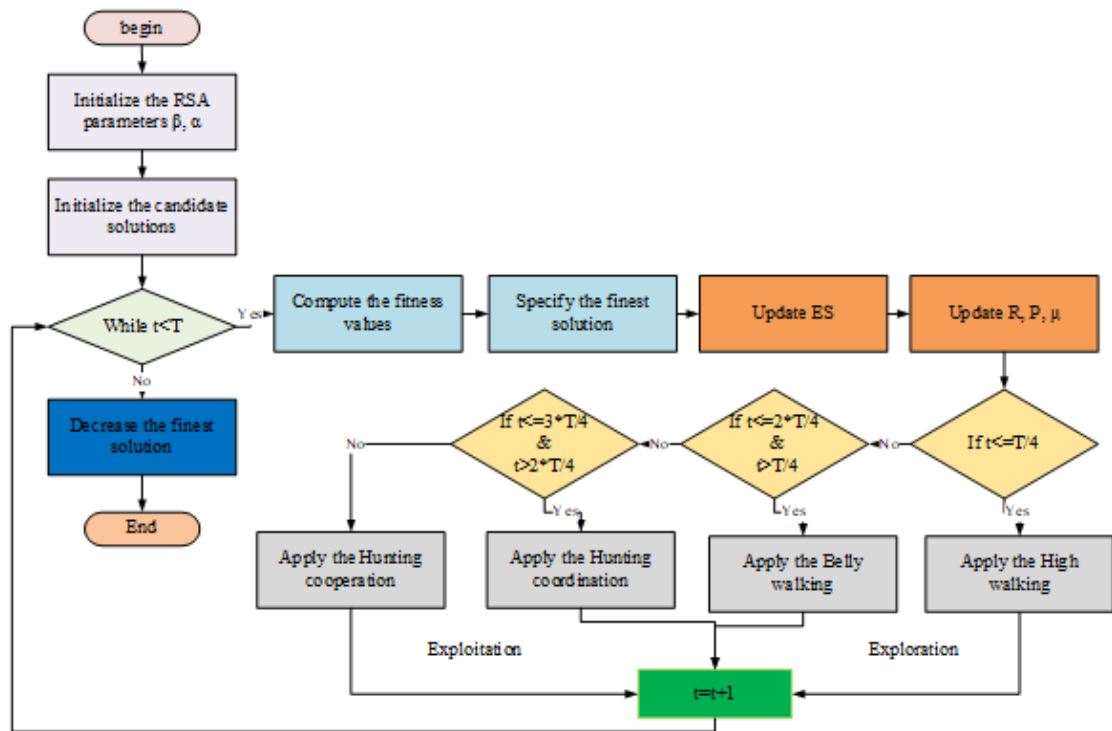 begin
Initialize the RSA
parameters β, α
Initialize the candidate
solutions
While t<T
Yes
Compute the fitness
values
Specify the finest
solution
Update ES
Update R, P, μ
No
Decrease the finest
solution
End
If t<=T/4
No
Yes
If t<=2*T/4
&
t>T/4
No
Yes
If t<=3*T/4
&
t>2*T/4
No
Yes
Apply the Hunting
cooperation
Apply the Hunting
coordination
Apply the Belly
walking
Apply the High
walking
Exploitation
Exploration
t=t+1